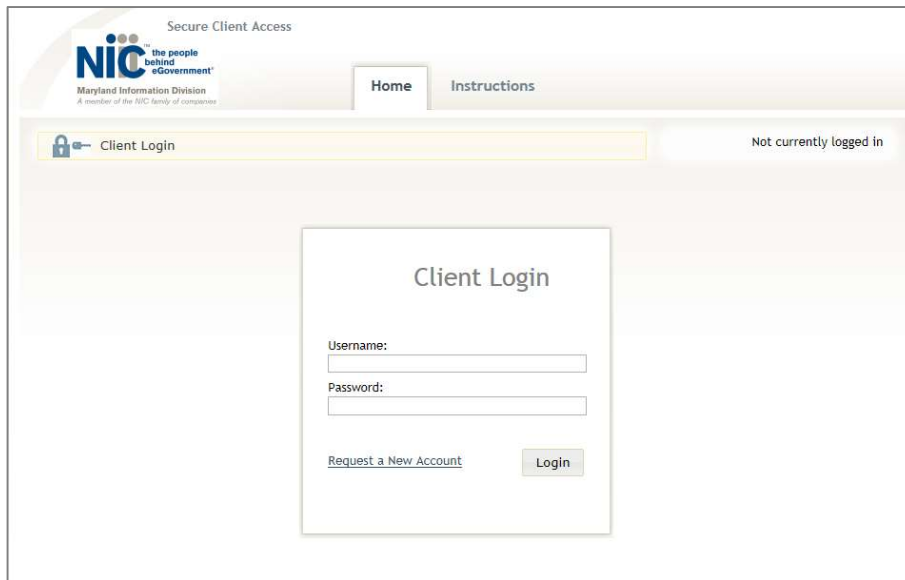 Secure Client Access
NIC™ the people
behind
eGovernment®
Maryland Information Division
A member of the NIC family of companies
Home Instructions
Client Login
Not currently logged in
Client Login
Username:
Password:
Request a New Account
Login